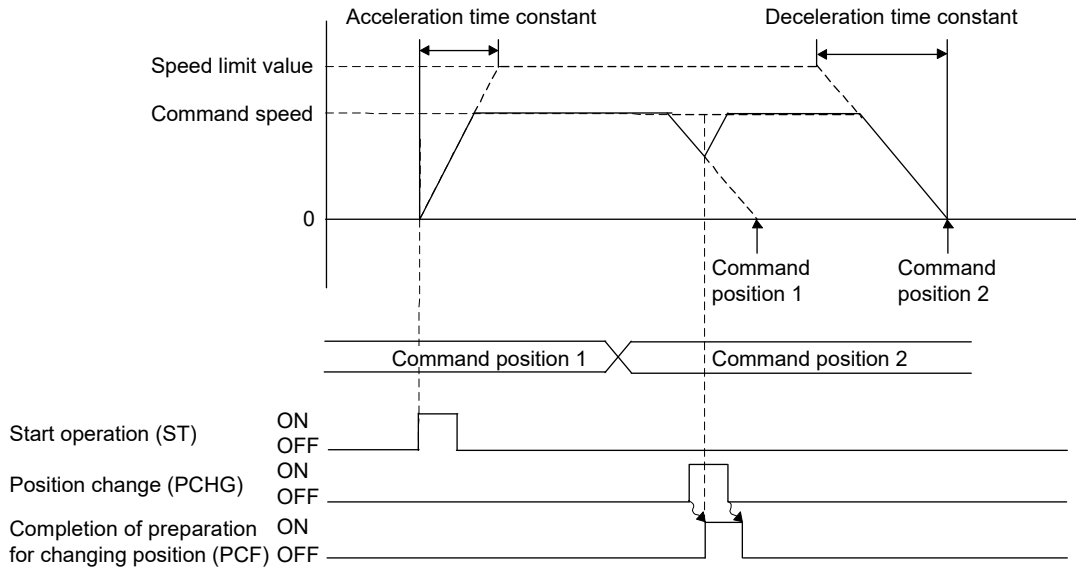 Acceleration time constant
Deceleration time constant
Speed limit value
Command speed
0
Command
position 1
Command
position 2
Command position 1
Command position 2
Start operation (ST)
ON
OFF
Position change (PCHG)
ON
OFF
Completion of preparation
for changing position (PCF)
ON
OFF